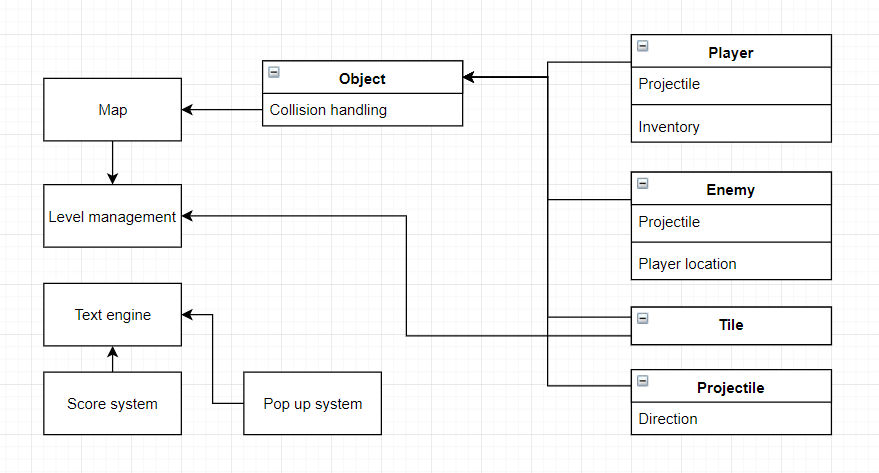 Map
Object
Collision handling
Player
Projectile
Inventory
Level management
Enemy
Projectile
Player location
Text engine
Tile
Score system
Pop up system
Projectile
Direction